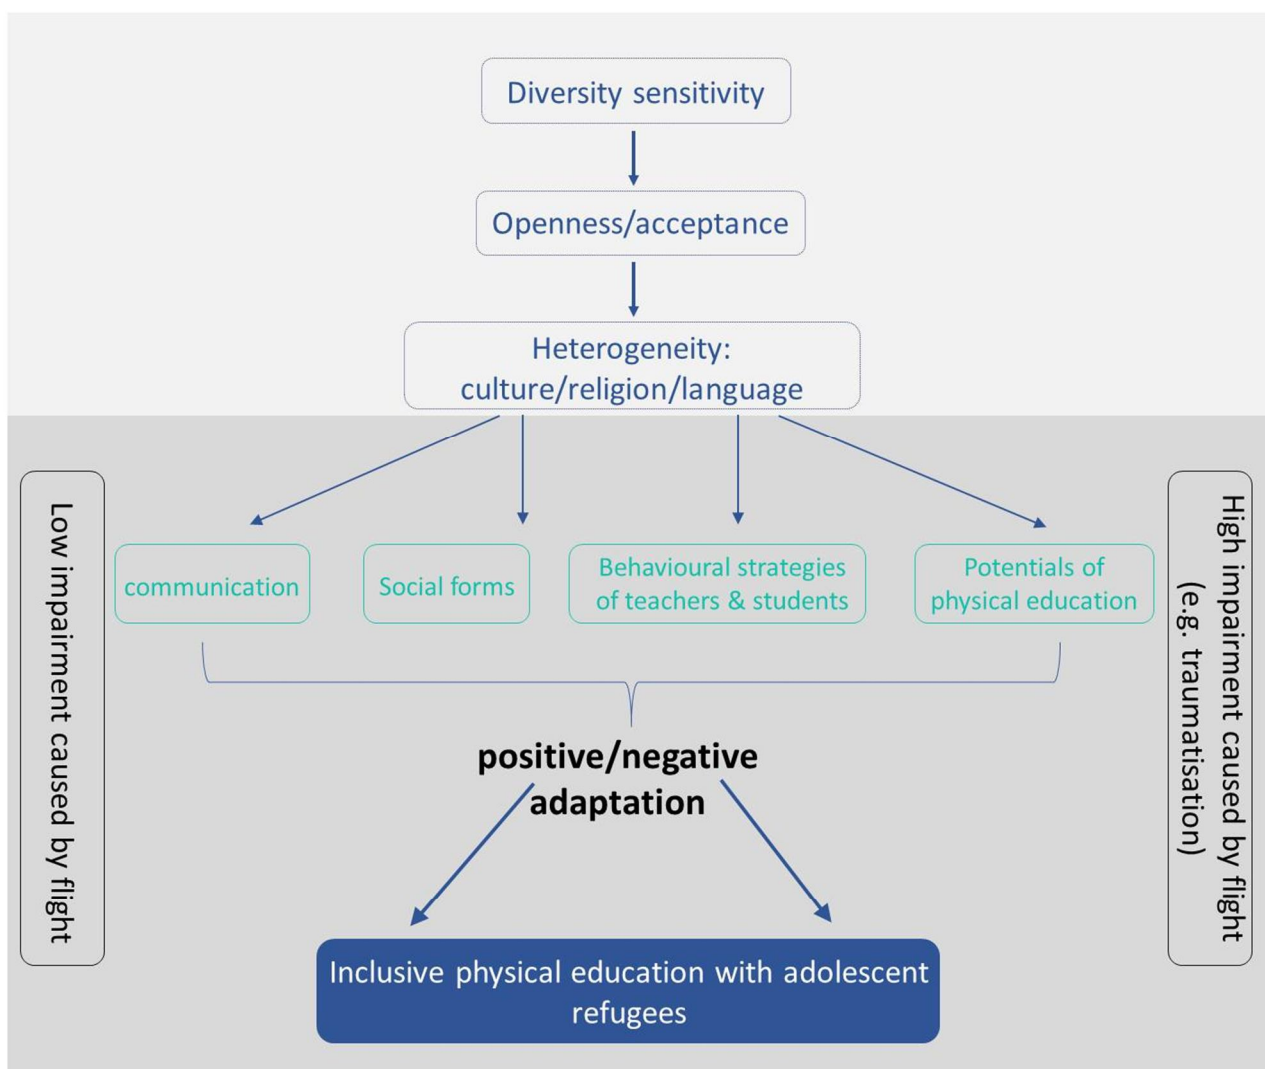 Diversity sensitivity
Openness/acceptance
Heterogeneity:
culture/religion/language
Low impairment caused by flight
communication
Social forms
Behavioural strategies
of teachers & students
Potentials of
physical education
High impairment caused by flight
(e.g. traumatisation)
positive/negative
adaptation
Inclusive physical education with adolescent
refugees